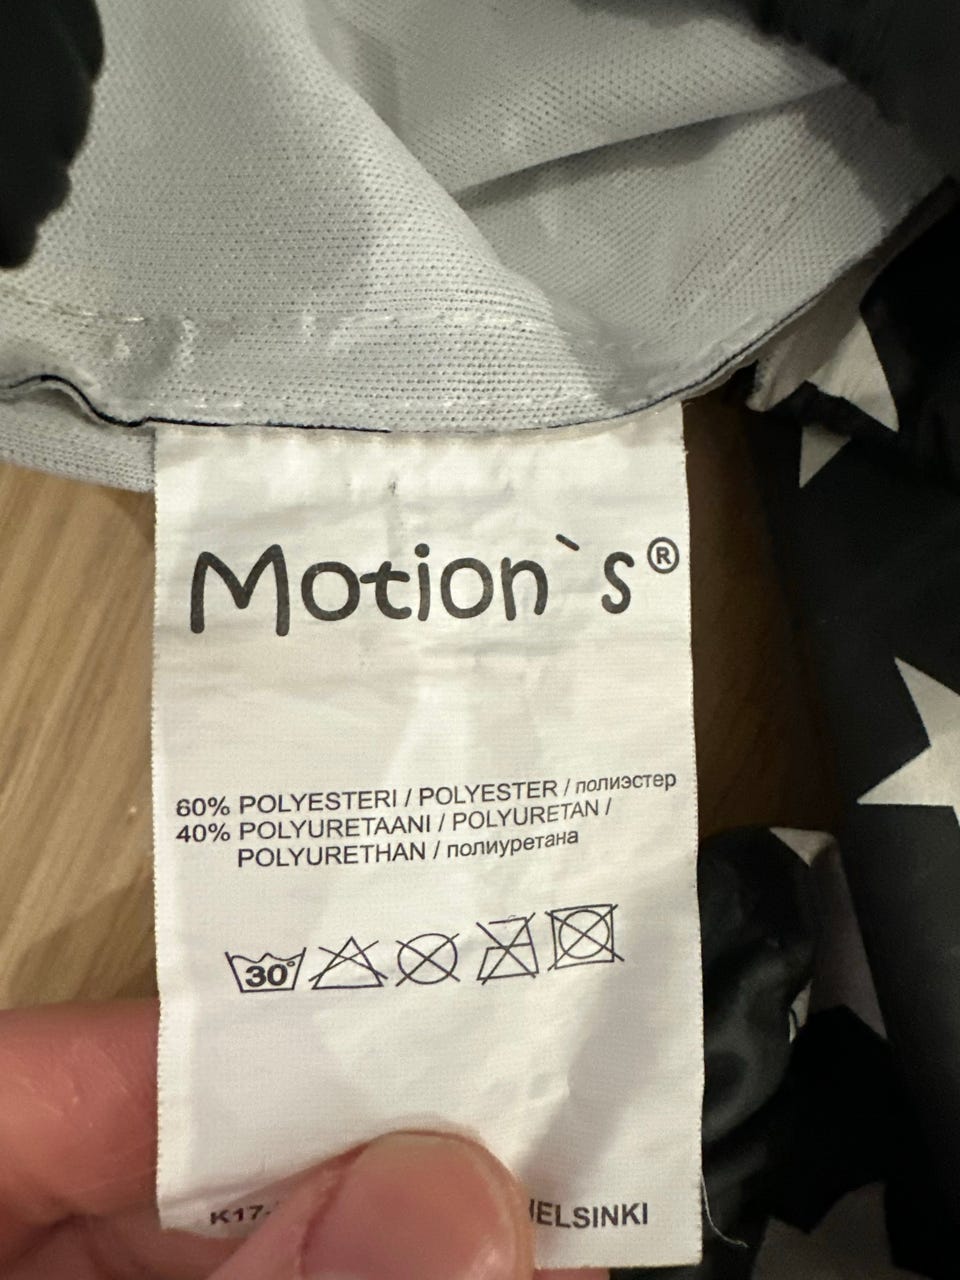 Motion`s®
60% POLYESTERI / POLYESTER / полиэстер
40% POLYURETAANI / POLYURETAN /
POLYURETHAN / полиуретана
30°